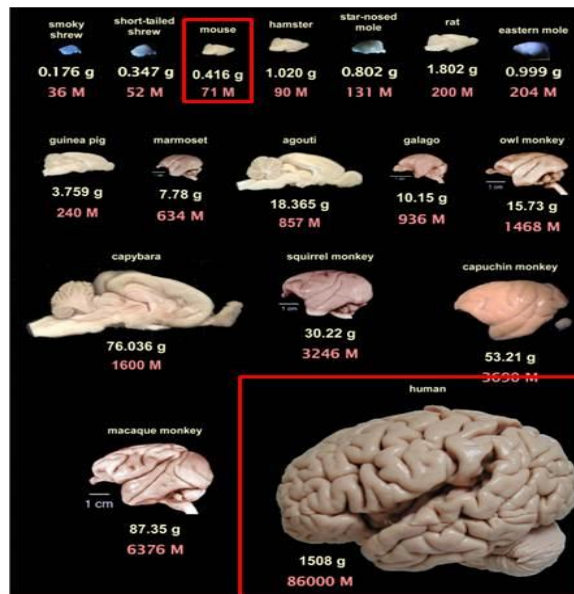 smoky shrew
0.176 g
36 M
short-tailed shrew
0.347 g
52 M
mouse
0.416 g
71 M
hamster
1.020 g
90 M
star-nosed mole
0.802 g
131 M
rat
1.802 g
200 M
eastern mole
0.999 g
204 M
guinea pig
3.759 g
240 M
marmoset
7.78 g
634 M
agouti
18.365 g
857 M
galago
10.15 g
936 M
owl monkey
1 cm
15.73 g
1468 M
capybara
76.036 g
1600 M
squirrel monkey
1 cm
30.22 g
3246 M
capuchin monkey
53.21 g
3690 M
macaque monkey
1 cm
87.35 g
6376 M
human
1508 g
86000 M